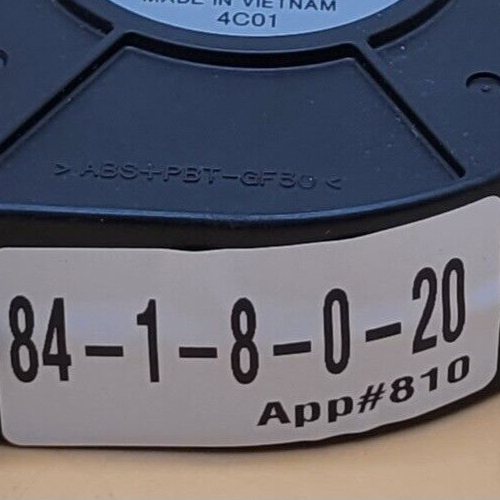 MADE IN VIETNAM
4C01
> ABS+PBT-GF30 <
84-1-8-0-20
App#810